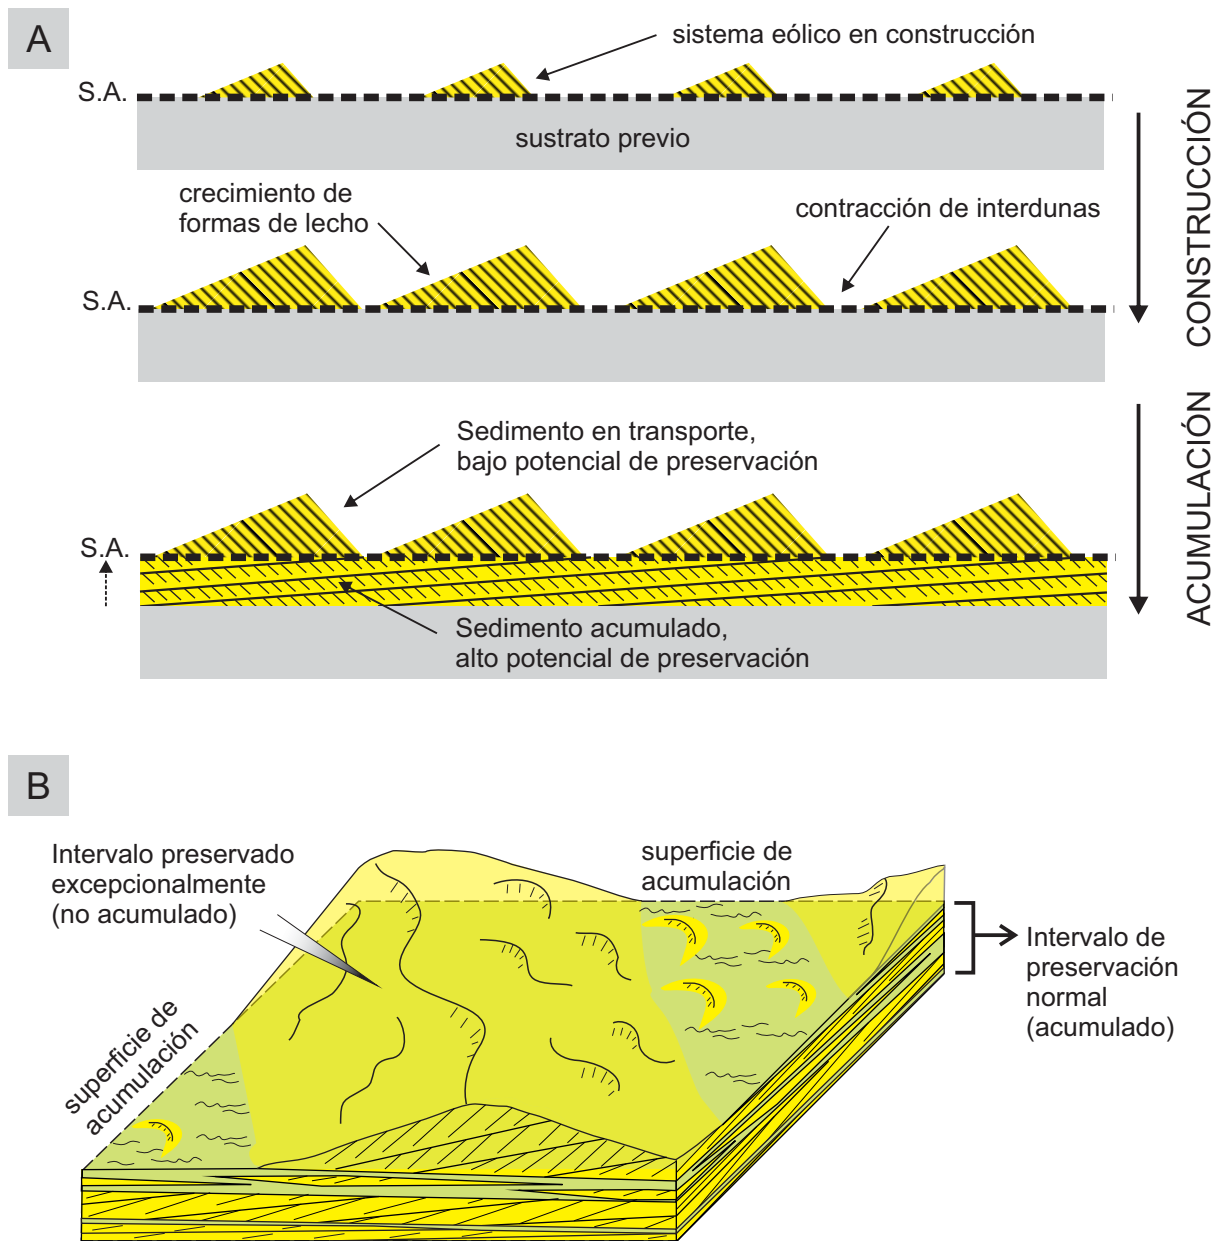 A
sistema eólico en construcción
S.A.
sustrato previo
CONSTRUCCIÓN
crecimiento de
formas de lecho
contracción de interdunas
S.A.
ACUMULACIÓN
Sedimento en transporte,
bajo potencial de preservación
S.A.
Sedimento acumulado,
alto potencial de preservación
B
Intervalo preservado
excepcionalmente
(no acumulado)
superficie de
acumulación
Intervalo de
preservación
normal
(acumulado)
superficie de
acumulación